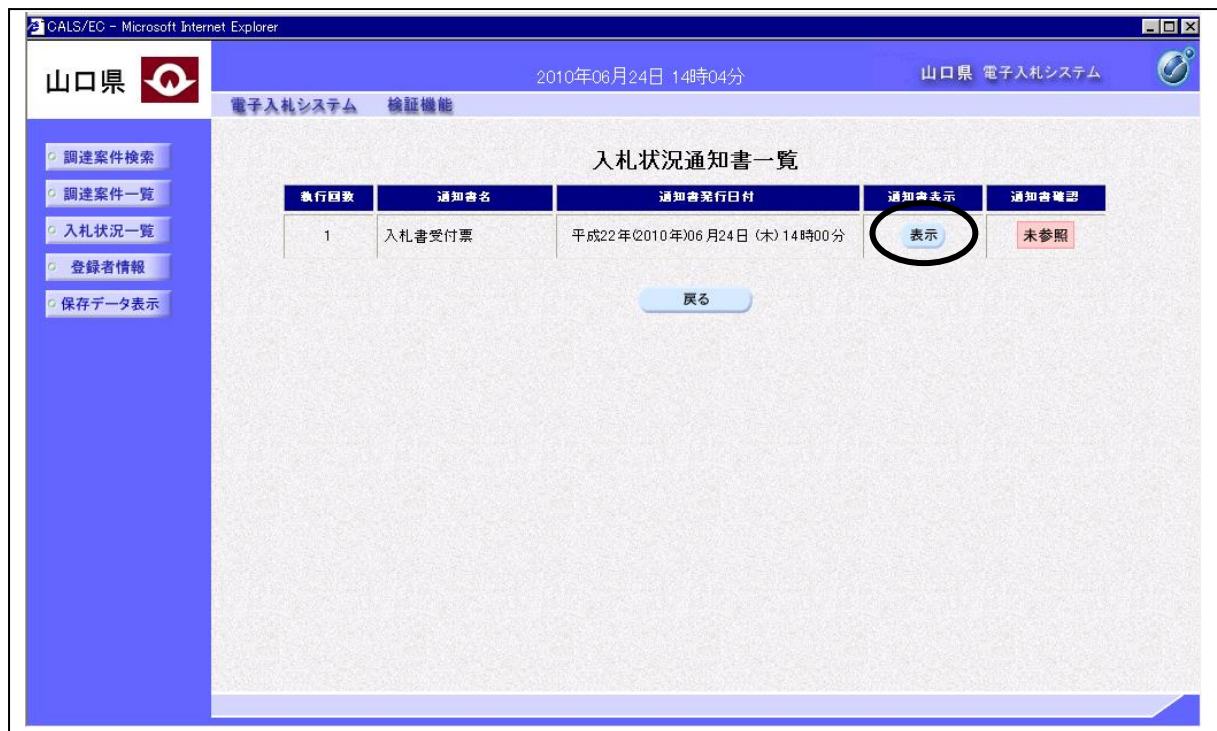 CALS/EC - Microsoft Internet Explorer
山口県
2010年06月24日 14時04分
山口県 電子入札システム
電子入札システム 検証機能
調達案件検索
調達案件一覧
入札状況一覧
登録者情報
保存データ表示
入札状況通知書一覧
執行回数 通知書名 通知書発行日付 通知書表示 通知書確認
1 入札書受付票 平成22年(2010年)06月24日 (木) 14時00分 表示 未参照
戻る